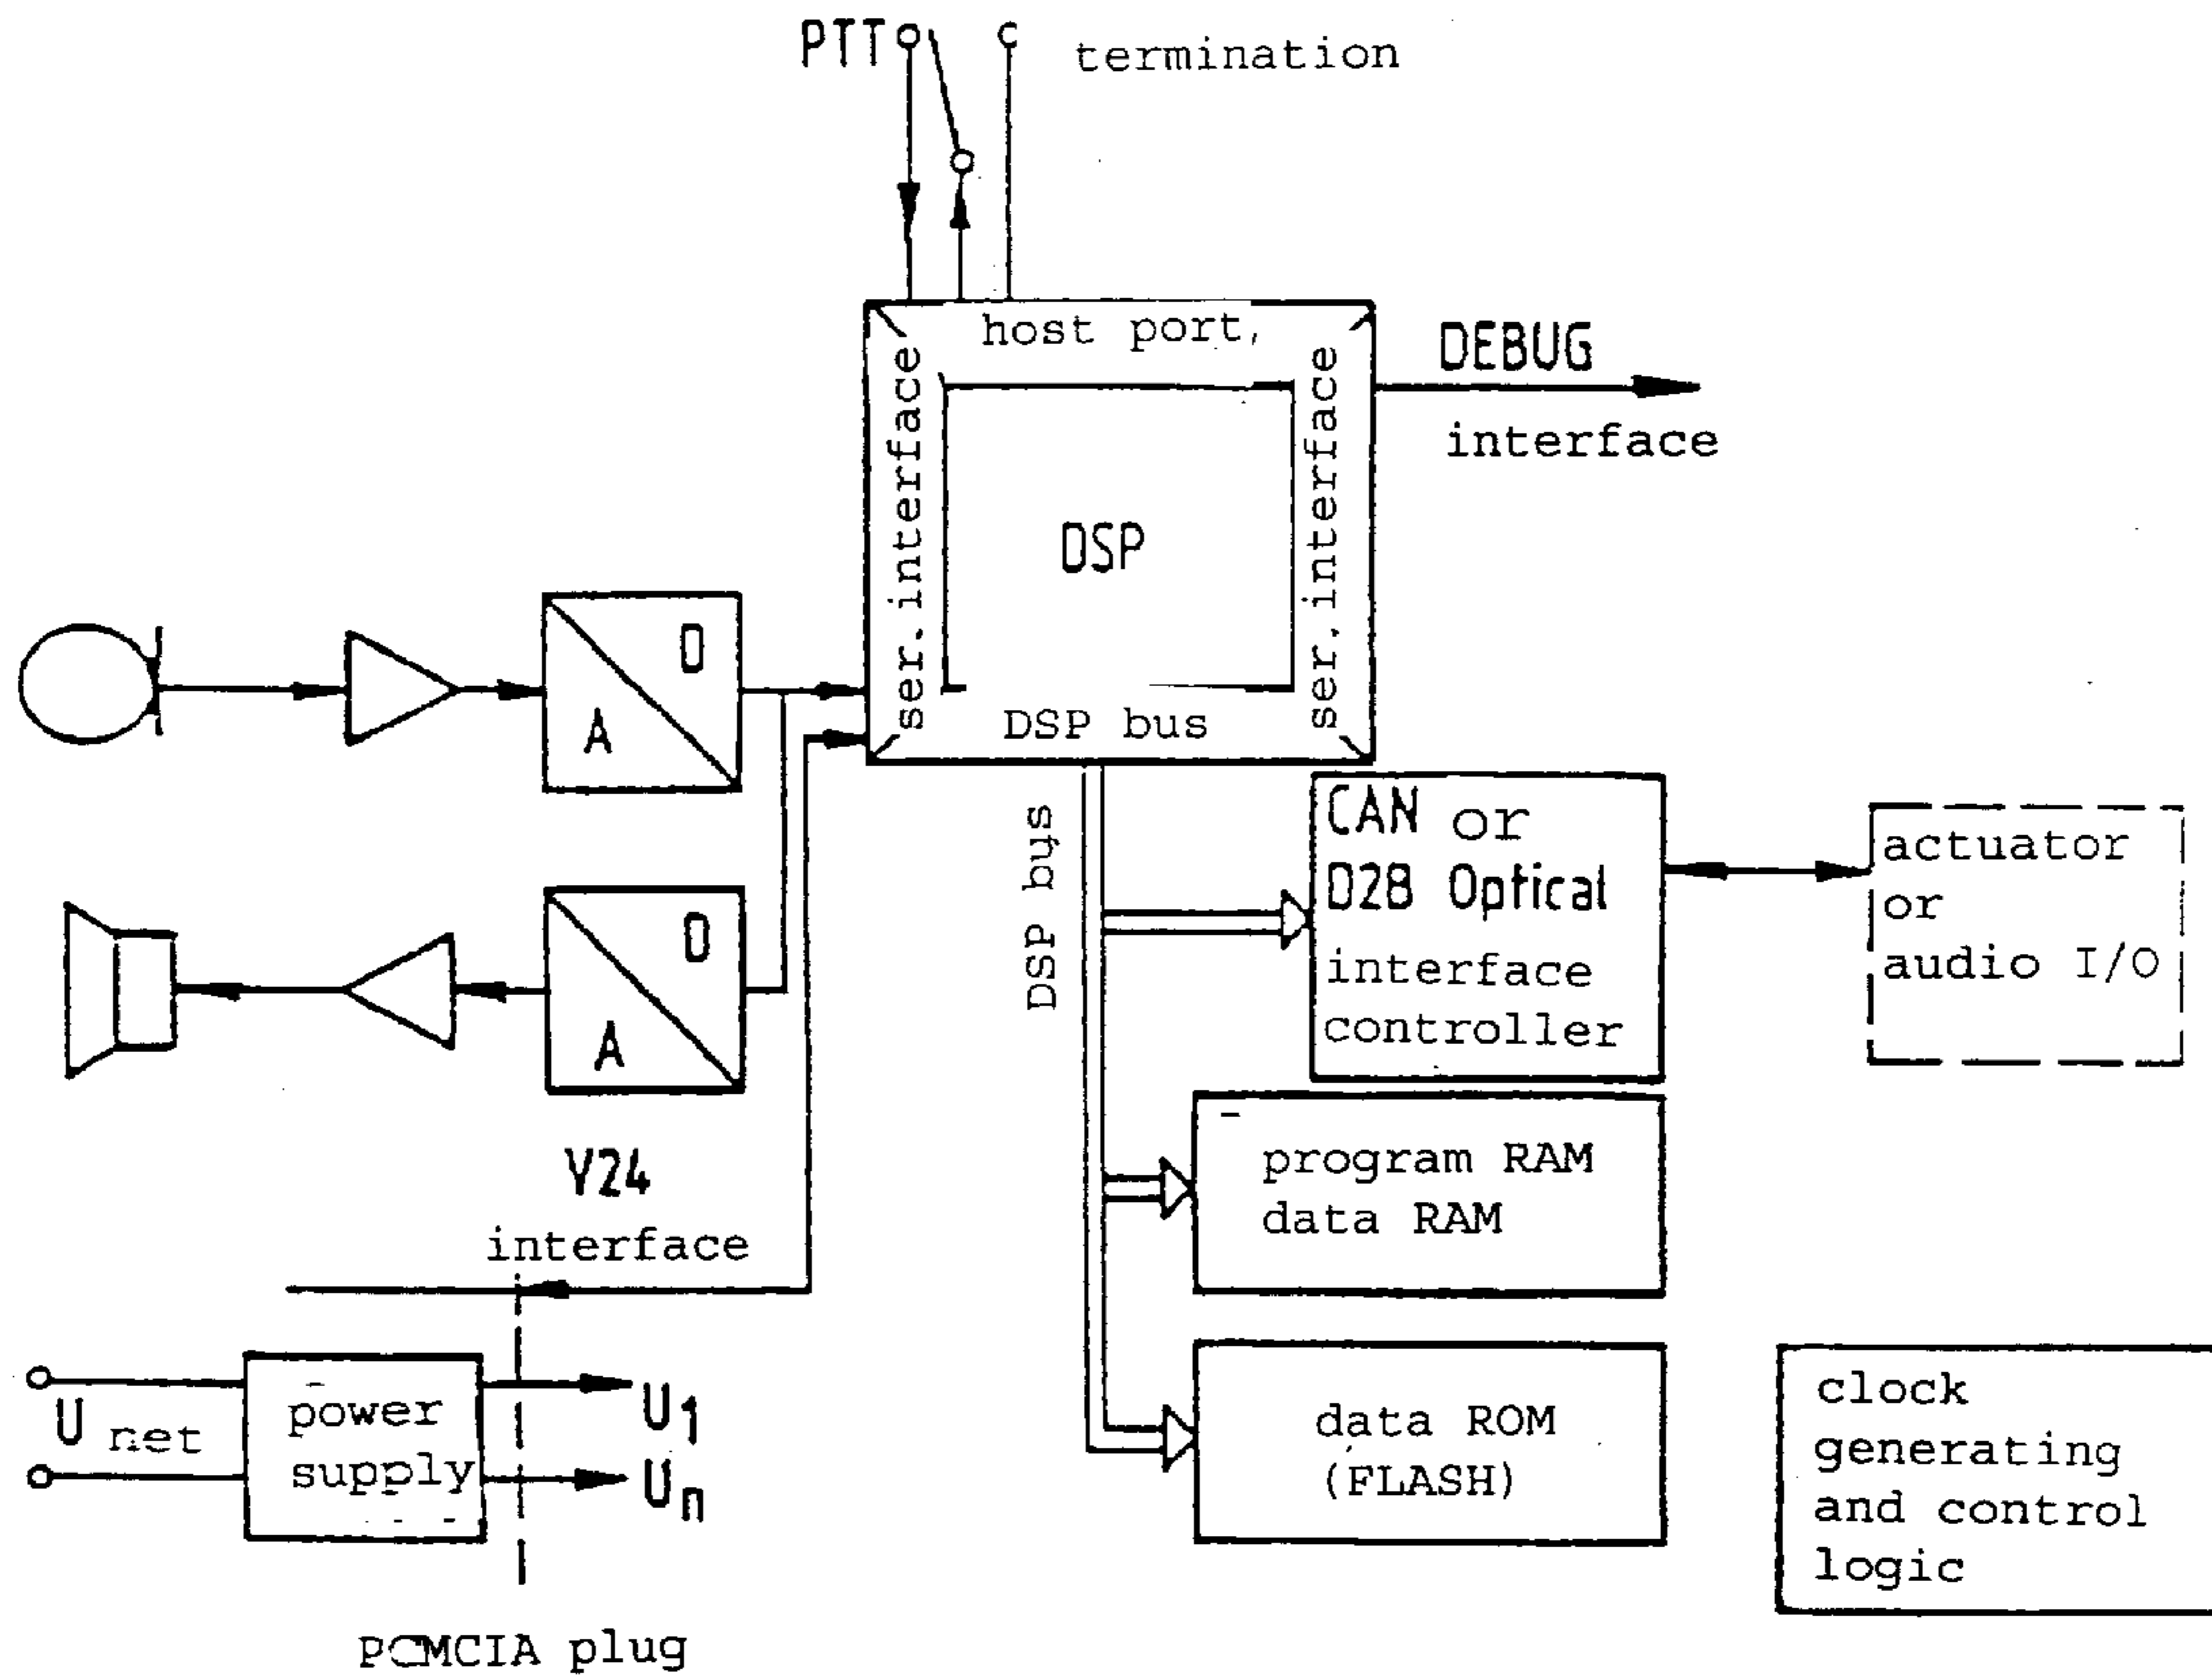 PTT
termination
host port,
ser. interface
DSP
ser. interface
DSP bus
DEBUG
interface
D
A
D
A
DSP bus
CAN or
D2B Optical
interface
controller
actuator
or
audio I/O
V24
interface
program RAM
data RAM
U net
power
supply
U1
Un
data ROM
(FLASH)
clock
generating
and control
logic
PCMCIA plug